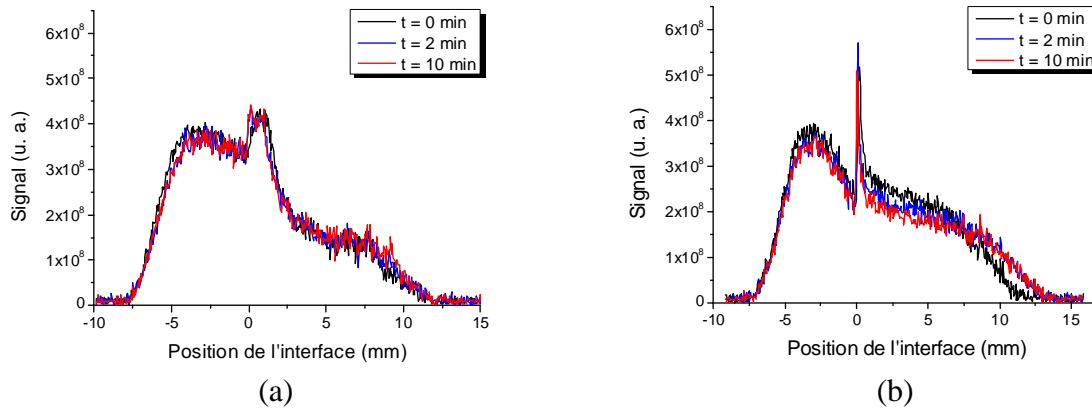 t = 0 min
t = 2 min
t = 10 min
6x10⁸
5x10⁸
4x10⁸
3x10⁸
2x10⁸
1x10⁸
0
Signal (u. a.)
-10 -5 0 5 10 15
Position de l'interface (mm)
(a)
t = 0 min
t = 2 min
t = 10 min
6x10⁸
5x10⁸
4x10⁸
3x10⁸
2x10⁸
1x10⁸
0
Signal (u. a.)
-10 -5 0 5 10 15
Position de l'interface (mm)
(b)